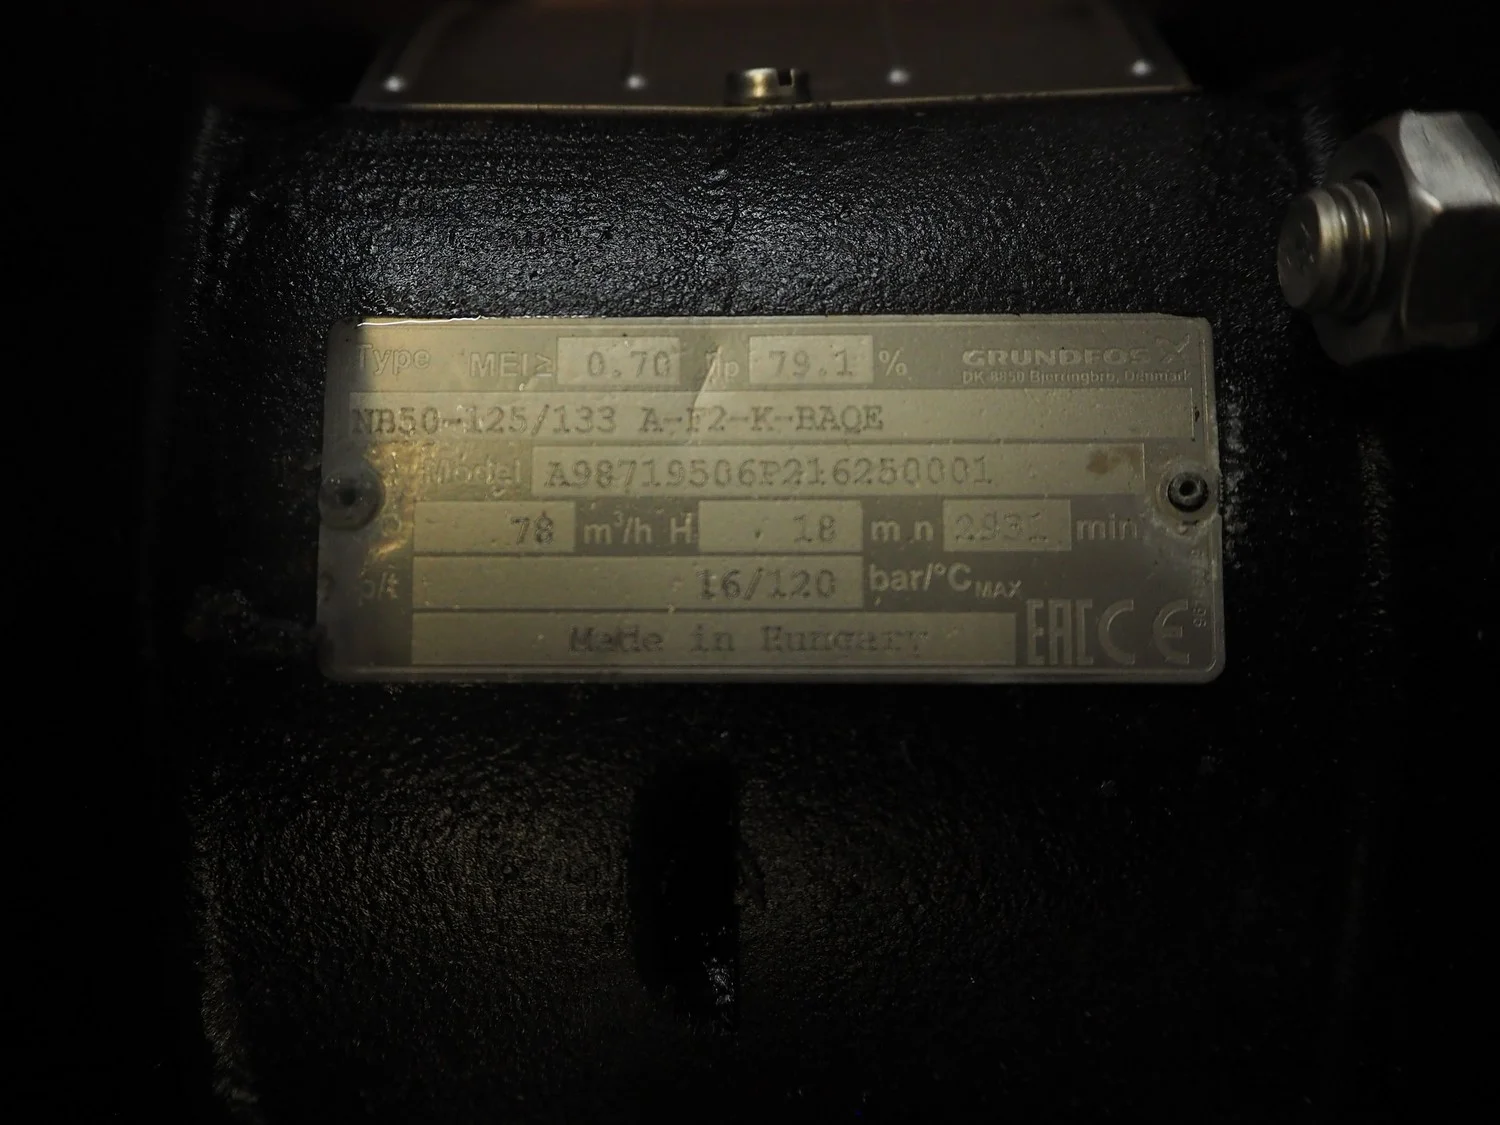 Type MEI≥ 0.70 ηp 79.1 % GRUNDFOS
DK-8850 Bjerringbro, Denmark
NB50-125/133 A-F2-K-BAQE
Model A98719506P216250001
Q 78 m³/h H 18 m n 2931 min
p/t 16/120 bar/°C MAX
Made in Hungary EAC CE